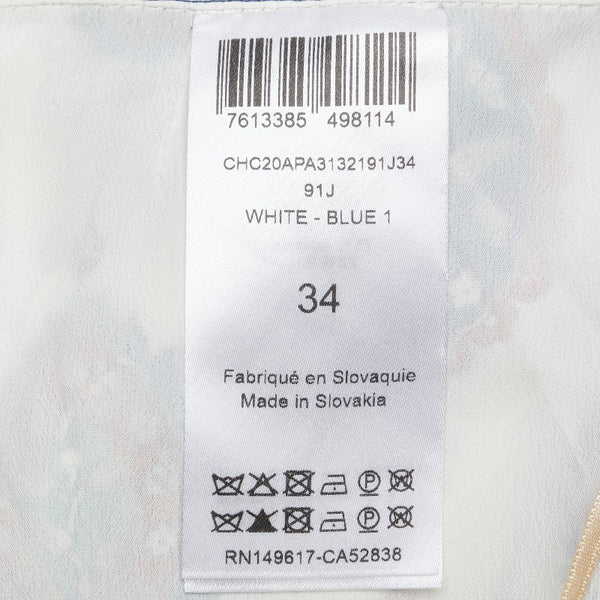 7613385 498114
CHC20APA3132191J34
91J
WHITE - BLUE 1
34
Fabriqué en Slovaquie
Made in Slovakia
RN149617-CA52838